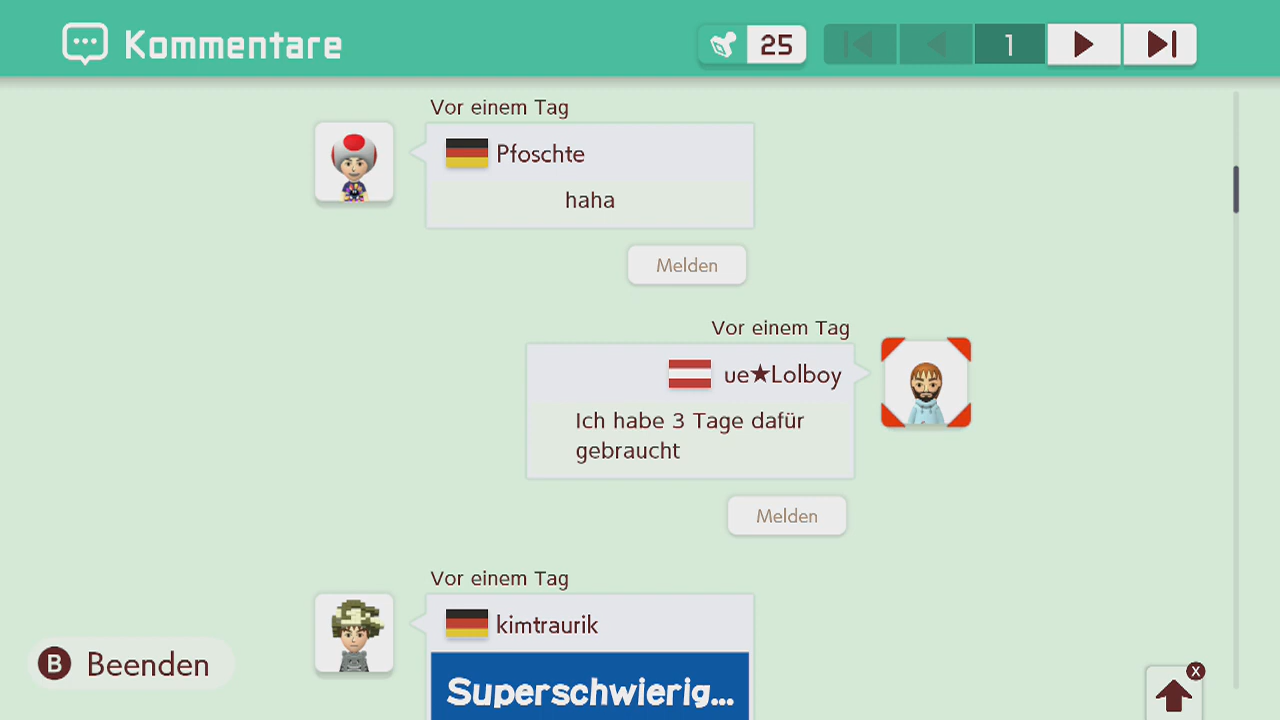 Kommentare
25
1
Vor einem Tag
Pfoschte
haha
Melden
Vor einem Tag
ue★Lolboy
Ich habe 3 Tage dafür
gebraucht
Melden
Vor einem Tag
kimtraurik
Superschwierig...
B Beenden
X